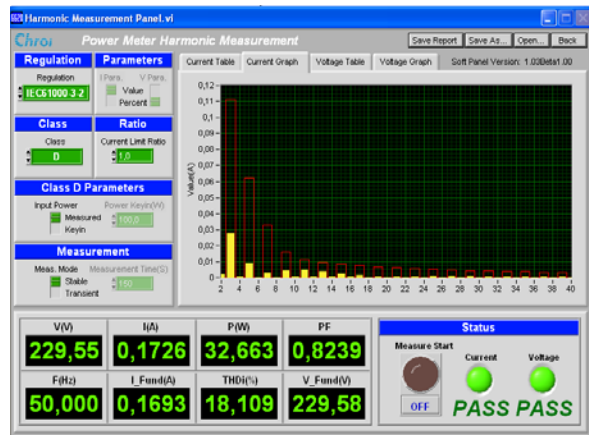 Harmonic Measurement Panel.vi
Chroi Power Meter Harmonic Measurement
Save Report Save As... Open... Back
Regulation Parameters
Regulation I Para. V Para.
IEC61000 3-2 Value
Percent
Class Ratio
Class Current Limit Ratio
D 1,0
Class D Parameters
Input Power Power Keyin(W)
Measured 100,0
Keyin
Measurement
Meas. Mode Measurement Time(S)
Stable 150
Transient
Current Table Current Graph Voltage Table Voltage Graph Soft Panel Version: 1.03Beta1.00
Value(A)
0,12
0,11
0,1
0,09
0,08
0,07
0,06
0,05
0,04
0,03
0,02
0,01
0
2 4 6 8 10 12 14 16 18 20 22 24 26 28 30 32 34 36 38 40
V(V) I(A) P(W) PF
229,55 0,1726 32,663 0,8239
F(Hz) I_Fund(A) THDi(%) V_Fund(V)
50,000 0,1693 18,109 229,58
Status
Measure Start Current Voltage
OFF PASS PASS